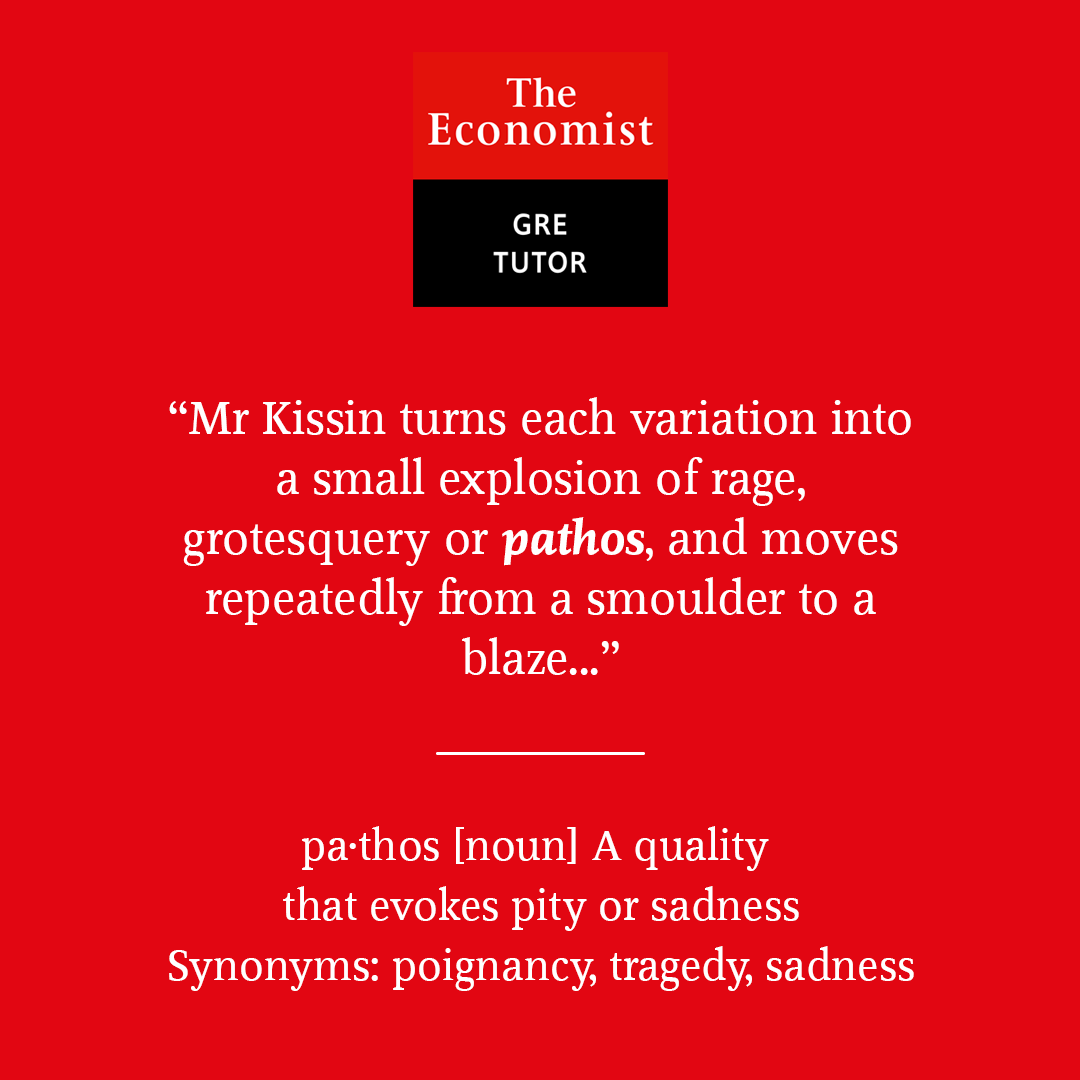 The
Economist
GRE
TUTOR
“Mr Kissin turns each variation into
a small explosion of rage,
grotesquery or pathos, and moves
repeatedly from a smoulder to a
blaze...”
pa·thos [noun] A quality
that evokes pity or sadness
Synonyms: poignancy, tragedy, sadness